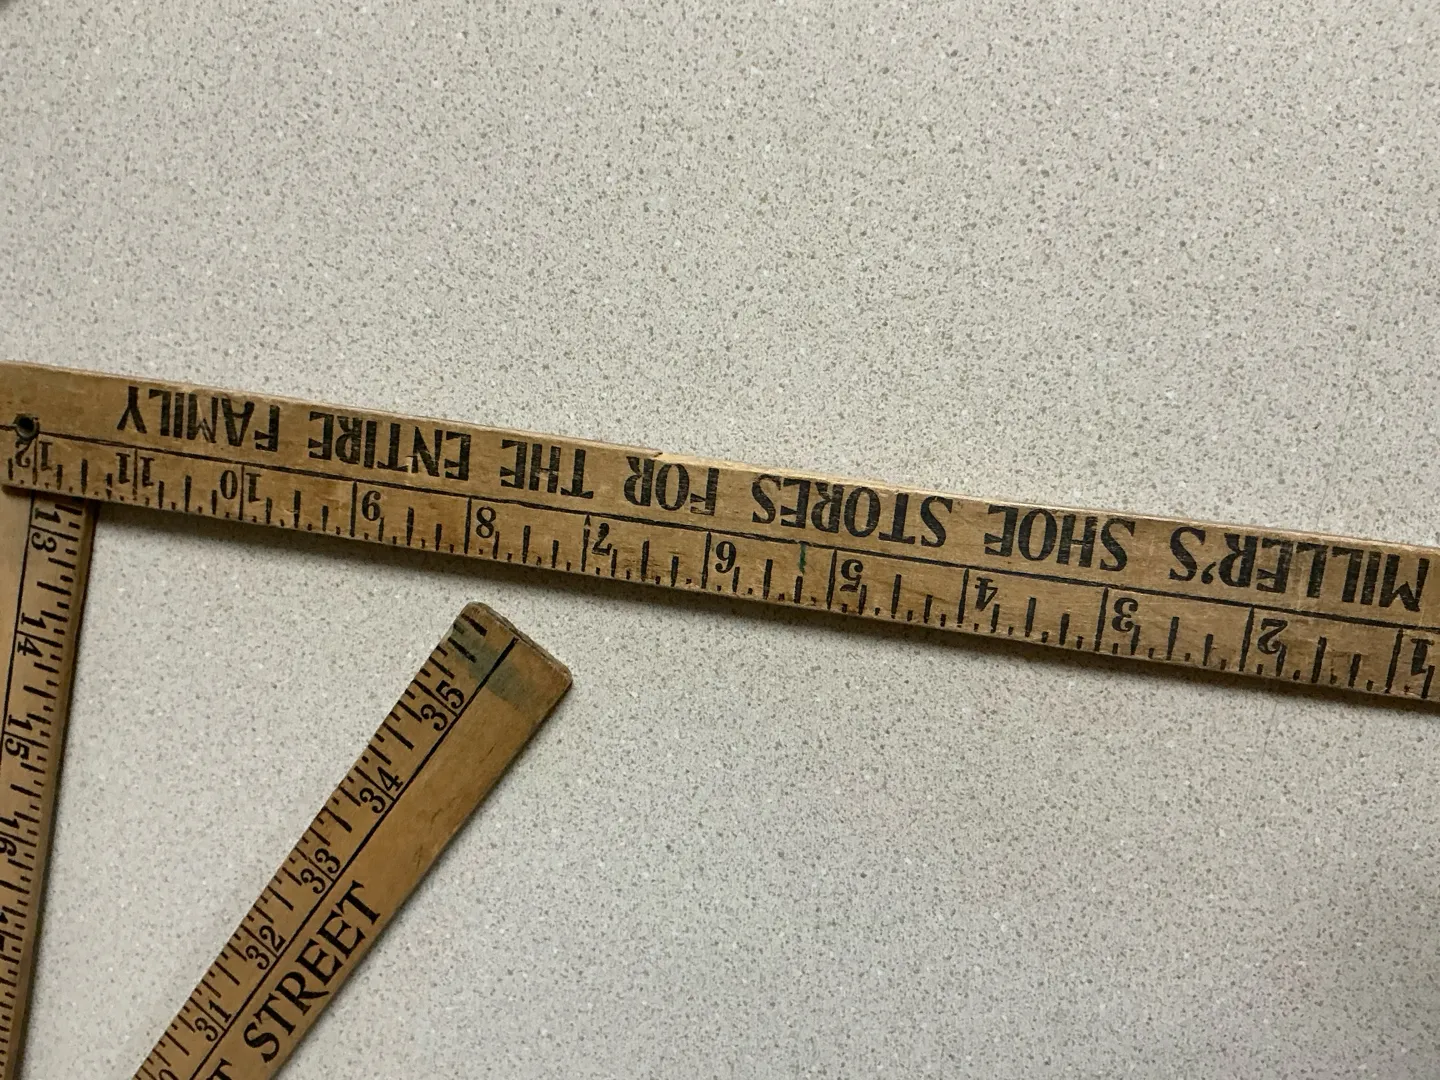 MILLER'S SHOE STORES FOR THE ENTIRE FAMILY
1 2 3 4 5 6 7 8 9 10 11 12
13 14 15 16
31 32 33 34 35
STREET